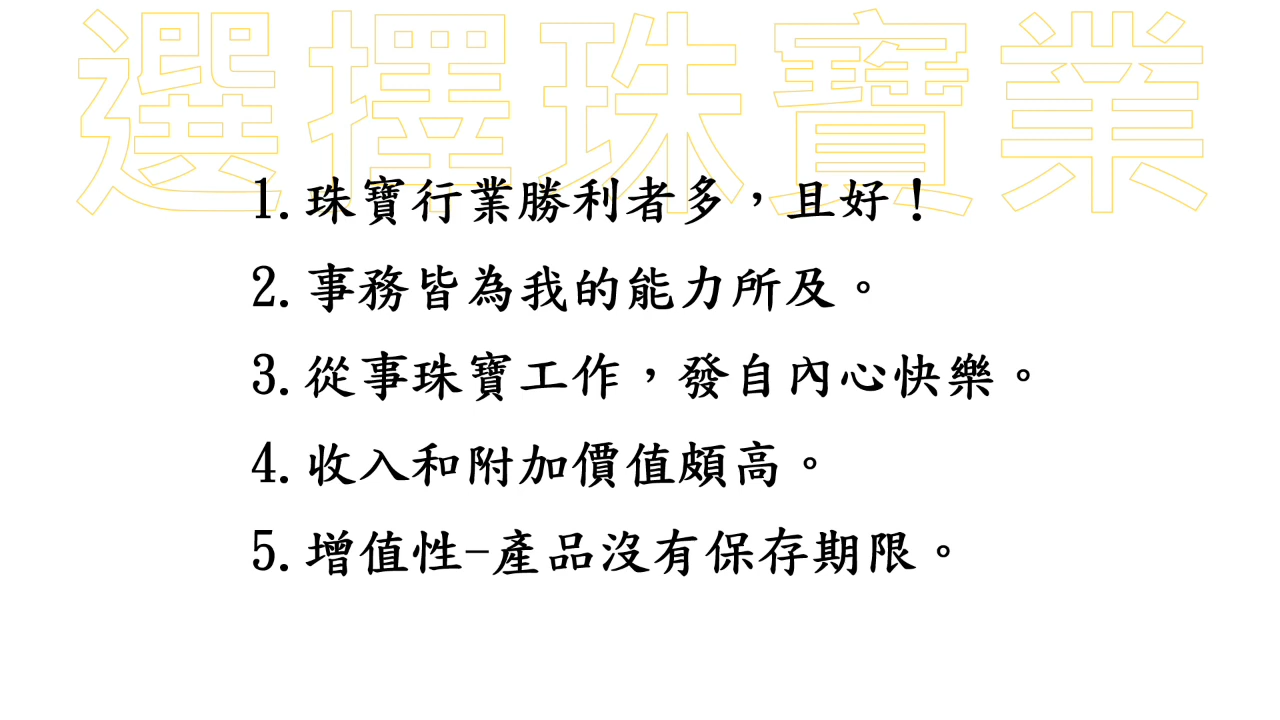 選擇珠寶業
1.珠寶行業勝利者多，且好！
2.事務皆為我的能力所及。
3.從事珠寶工作，發自內心快樂。
4.收入和附加價值頗高。
5.增值性-產品沒有保存期限。